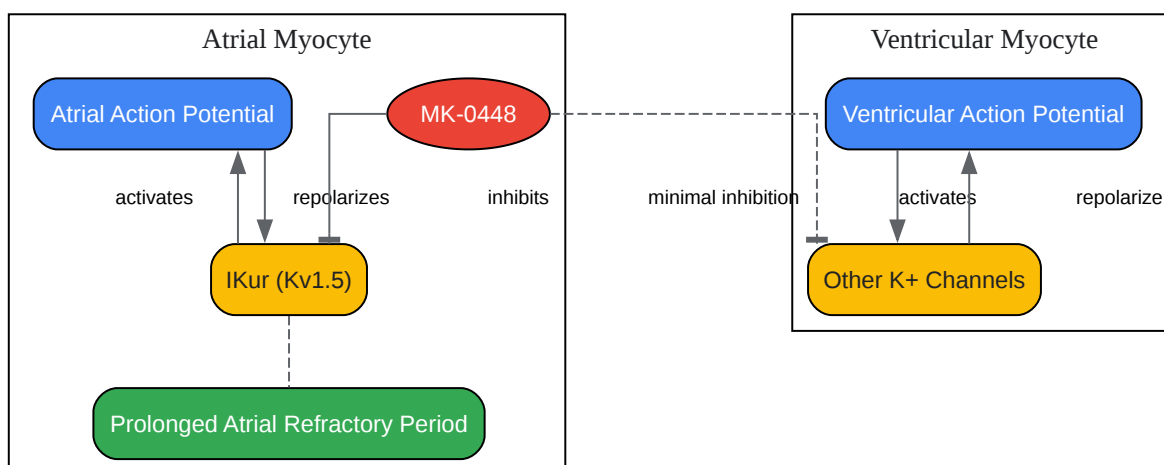 Atrial Myocyte
Ventricular Myocyte
Atrial Action Potential
MK-0448
Ventricular Action Potential
activates
repolarizes
inhibits
minimal inhibition
activates
repolarize
IKur (Kv1.5)
Other K+ Channels
Prolonged Atrial Refractory Period